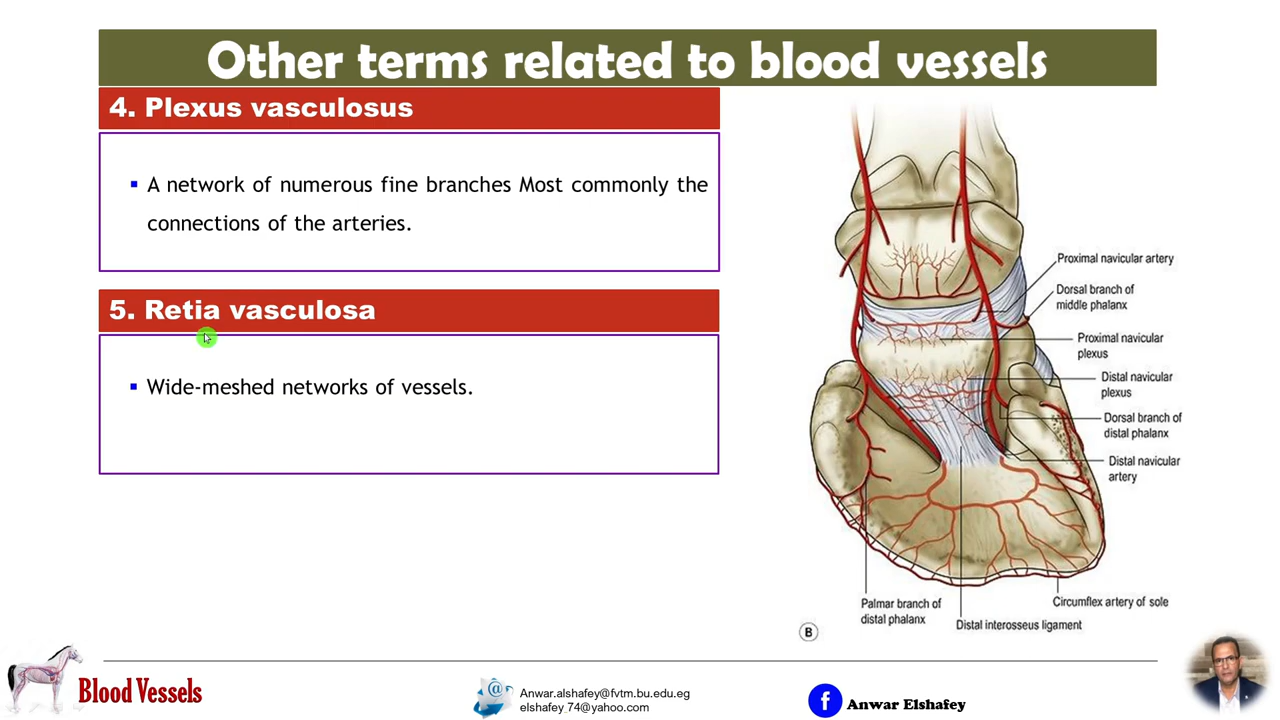 Other terms related to blood vessels
4. Plexus vasculosus
▪ A network of numerous fine branches Most commonly the
connections of the arteries.
5. Retia vasculosa
▪ Wide-meshed networks of vessels.
Proximal navicular artery
Dorsal branch of
middle phalanx
Proximal navicular
plexus
Distal navicular
plexus
Dorsal branch of
distal phalanx
Distal navicular
artery
Circumflex artery of sole
Palmar branch of
distal phalanx
Distal interosseus ligament
B
Blood Vessels
@
Anwar.alshafey@fvtm.bu.edu.eg
elshafey_74@yahoo.com
f
Anwar Elshafey